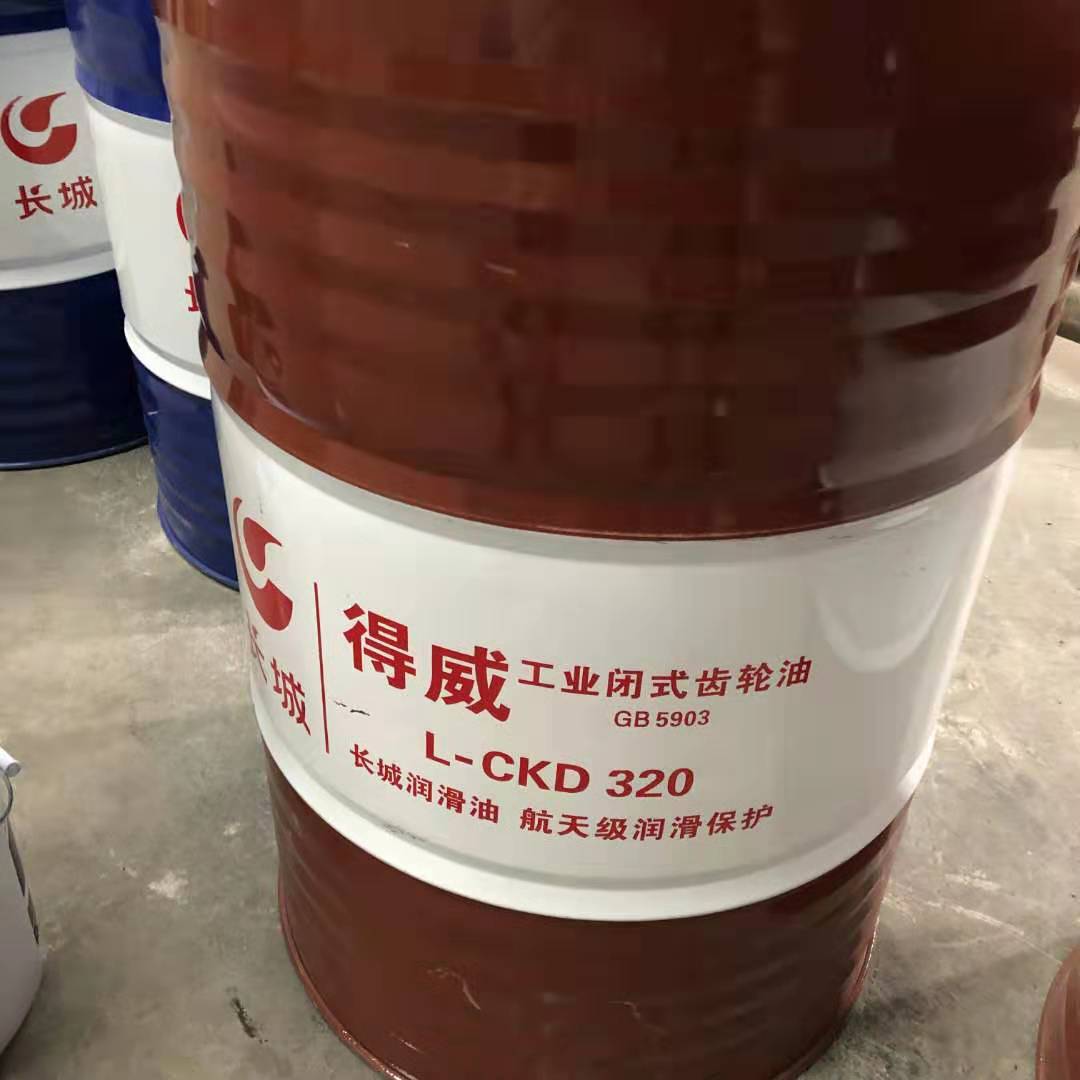 长城
长城
得威 工业闭式齿轮油
GB 5903
L-CKD 320
长城润滑油 航天级润滑保护